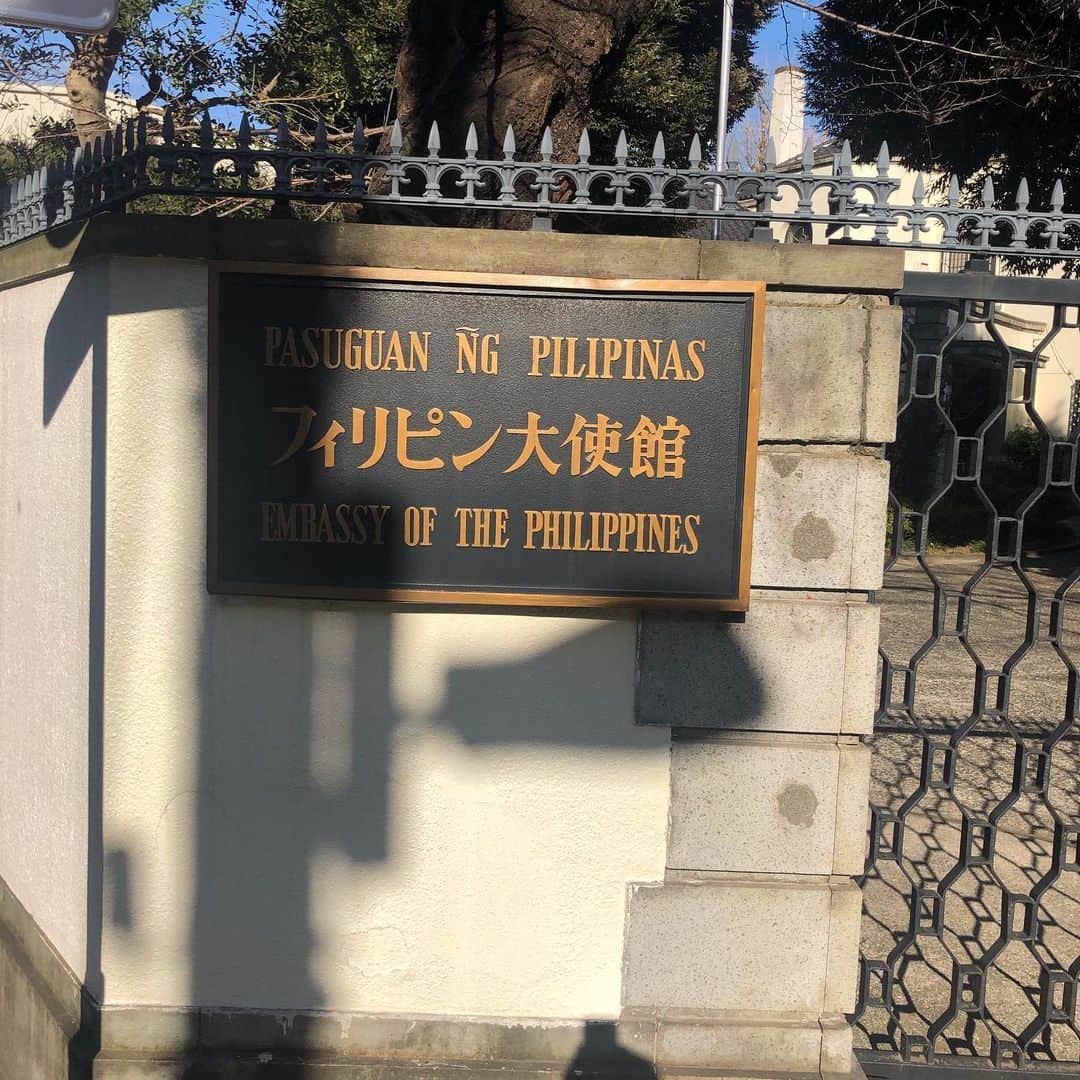 PASUGUAN ÑG PILIPINAS
フィリピン大使館
EMBASSY OF THE PHILIPPINES